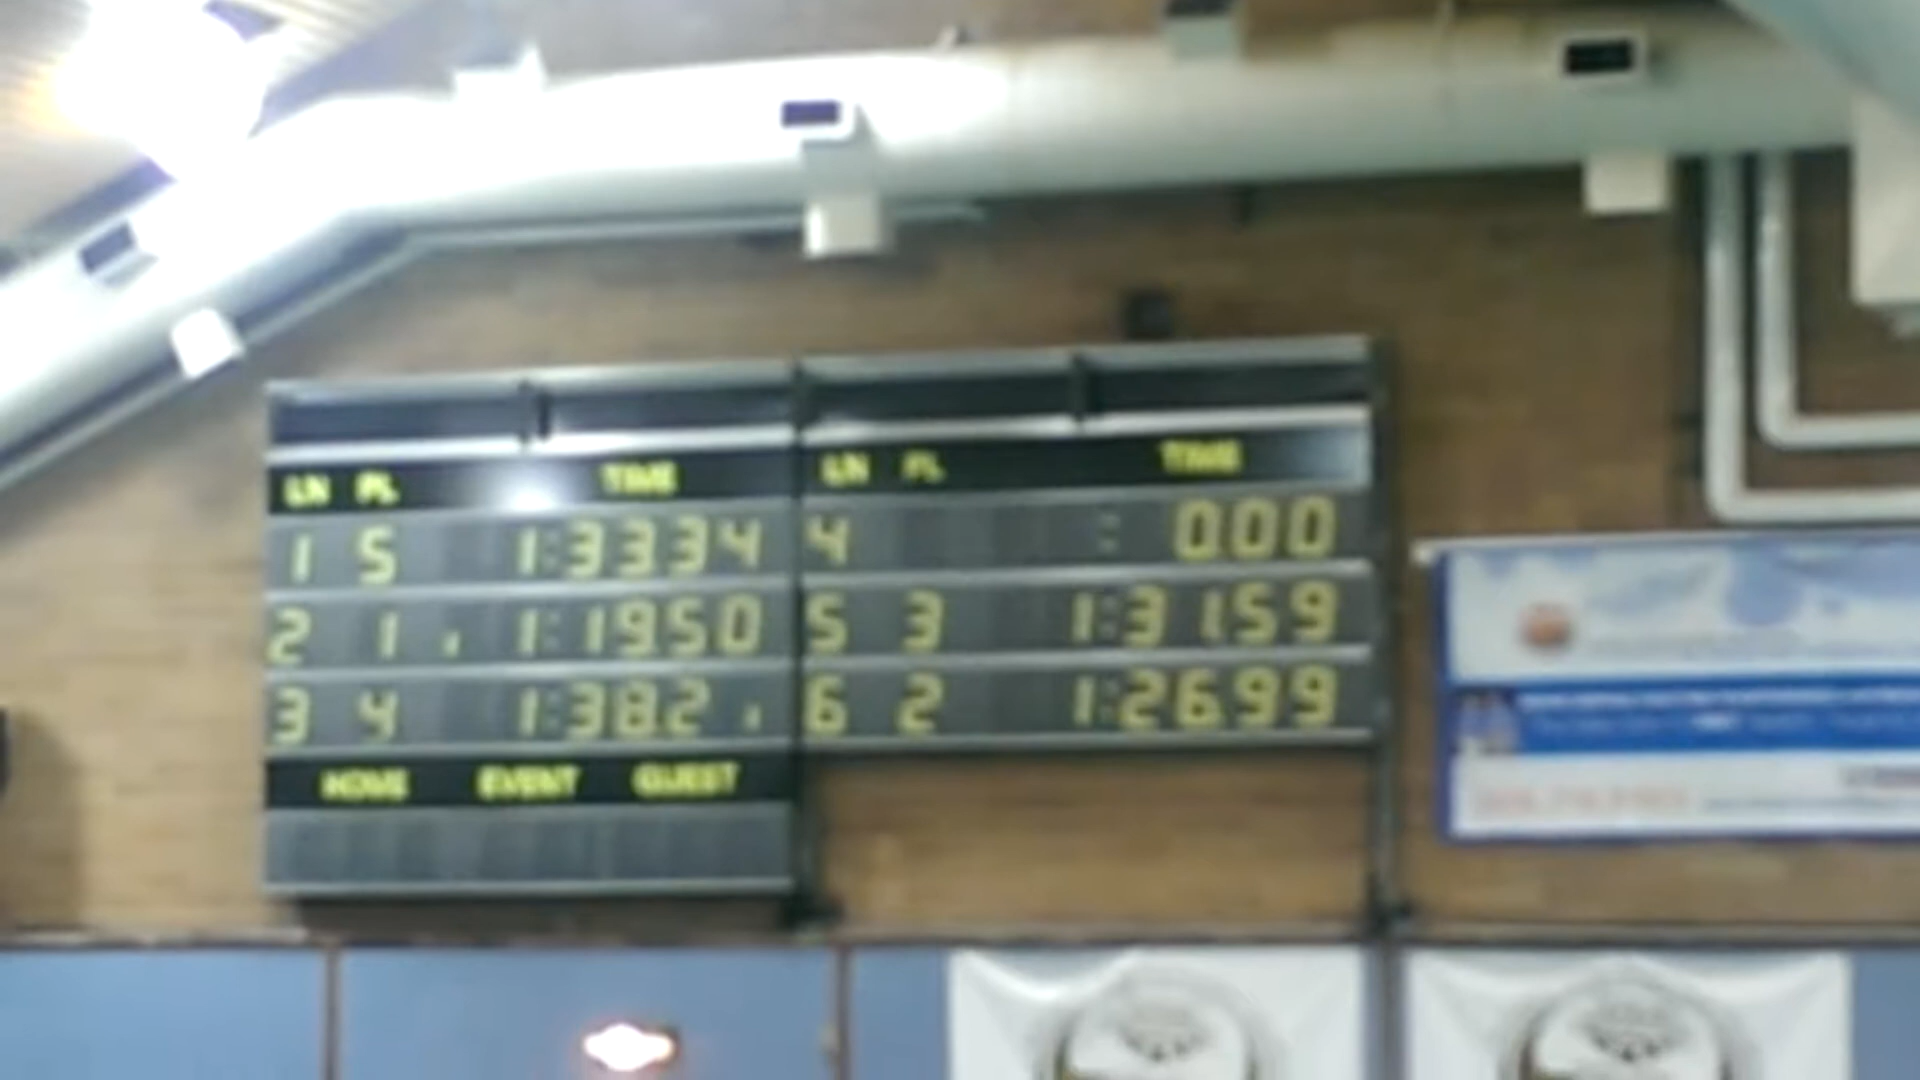 LN PL TIME
1 5 1:33.34
2 1 1:19.50
3 4 1:38.2
HOME EVENT GUEST
LN PL TIME
4 : 0.00
5 3 1:31.59
6 2 1:26.99